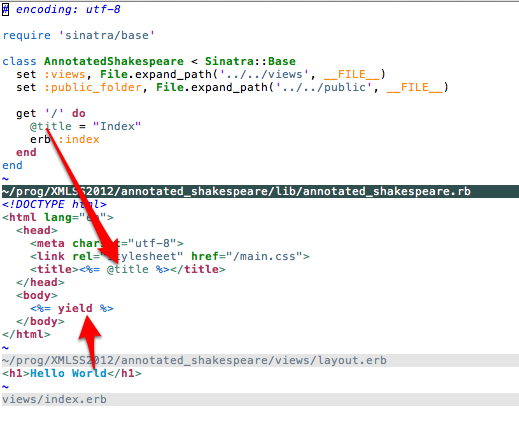 # encoding: utf-8
require 'sinatra/base'
class AnnotatedShakespeare < Sinatra::Base
  set :views, File.expand_path('../../views', __FILE__)
  set :public_folder, File.expand_path('../../public', __FILE__)
  get '/' do
    @title = "Index"
    erb :index
  end
end
~
~/prog/XMLSS2012/annotated_shakespeare/lib/annotated_shakespeare.rb
<!DOCTYPE html>
<html lang="en">
  <head>
    <meta charset="utf-8">
    <link rel="stylesheet" href="/main.css">
    <title><%= @title %></title>
  </head>
  <body>
    <%= yield %>
  </body>
</html>
~
~/prog/XMLSS2012/annotated_shakespeare/views/layout.erb
<h1>Hello World</h1>
~
views/index.erb